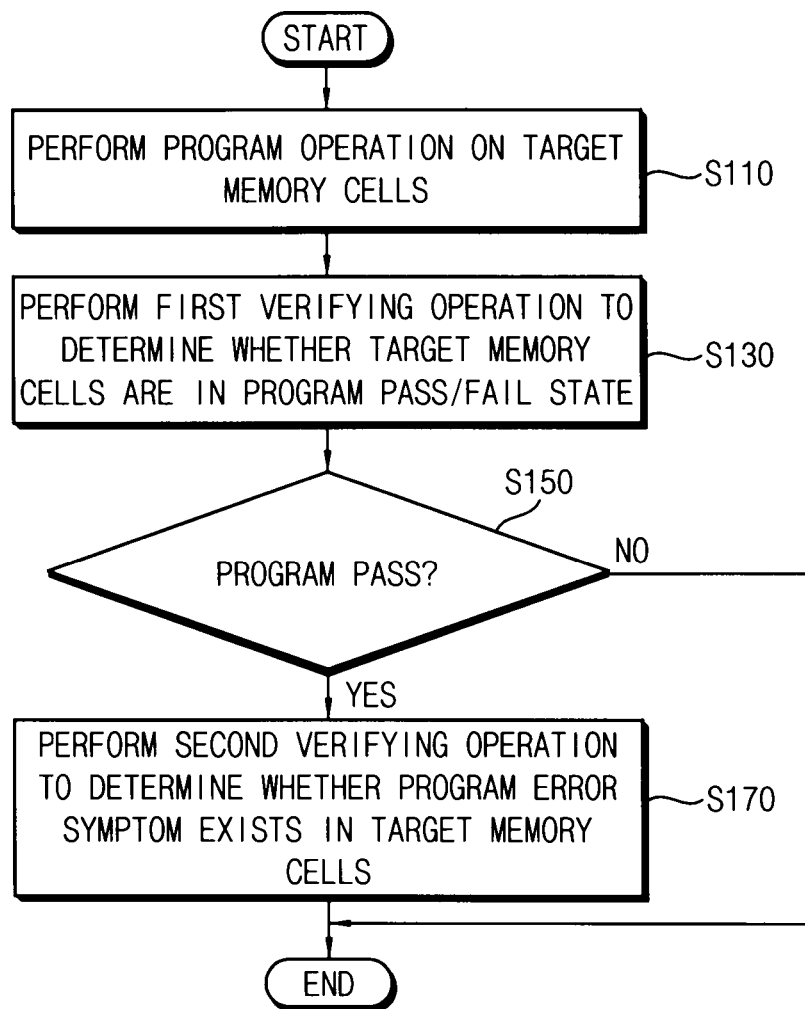 START
PERFORM PROGRAM OPERATION ON TARGET
MEMORY CELLS
S110
PERFORM FIRST VERIFYING OPERATION TO
DETERMINE WHETHER TARGET MEMORY
CELLS ARE IN PROGRAM PASS/FAIL STATE
S130
S150
PROGRAM PASS?
NO
YES
PERFORM SECOND VERIFYING OPERATION
TO DETERMINE WHETHER PROGRAM ERROR
SYMPTOM EXISTS IN TARGET MEMORY
CELLS
S170
END